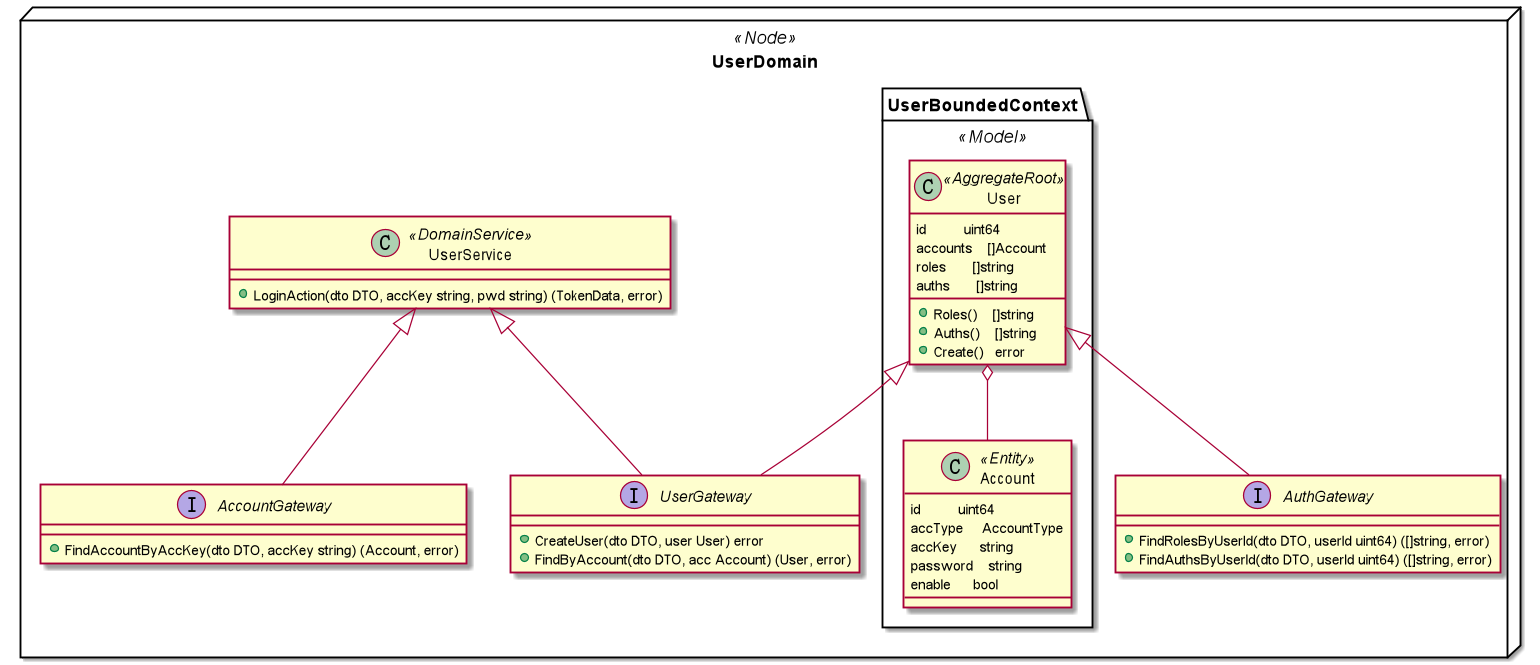 «Node»
UserDomain
UserBoundedContext
«Model»
C «AggregateRoot»
User
id uint64
accounts []Account
roles []string
auths []string
Roles() []string
Auths() []string
Create() error
C «DomainService»
UserService
LoginAction(dto DTO, accKey string, pwd string) (TokenData, error)
I AccountGateway
FindAccountByAccKey(dto DTO, accKey string) (Account, error)
I UserGateway
CreateUser(dto DTO, user User) error
FindByAccount(dto DTO, acc Account) (User, error)
C «Entity»
Account
id uint64
accType AccountType
accKey string
password string
enable bool
I AuthGateway
FindRolesByUserId(dto DTO, userId uint64) ([]string, error)
FindAuthsByUserId(dto DTO, userId uint64) ([]string, error)